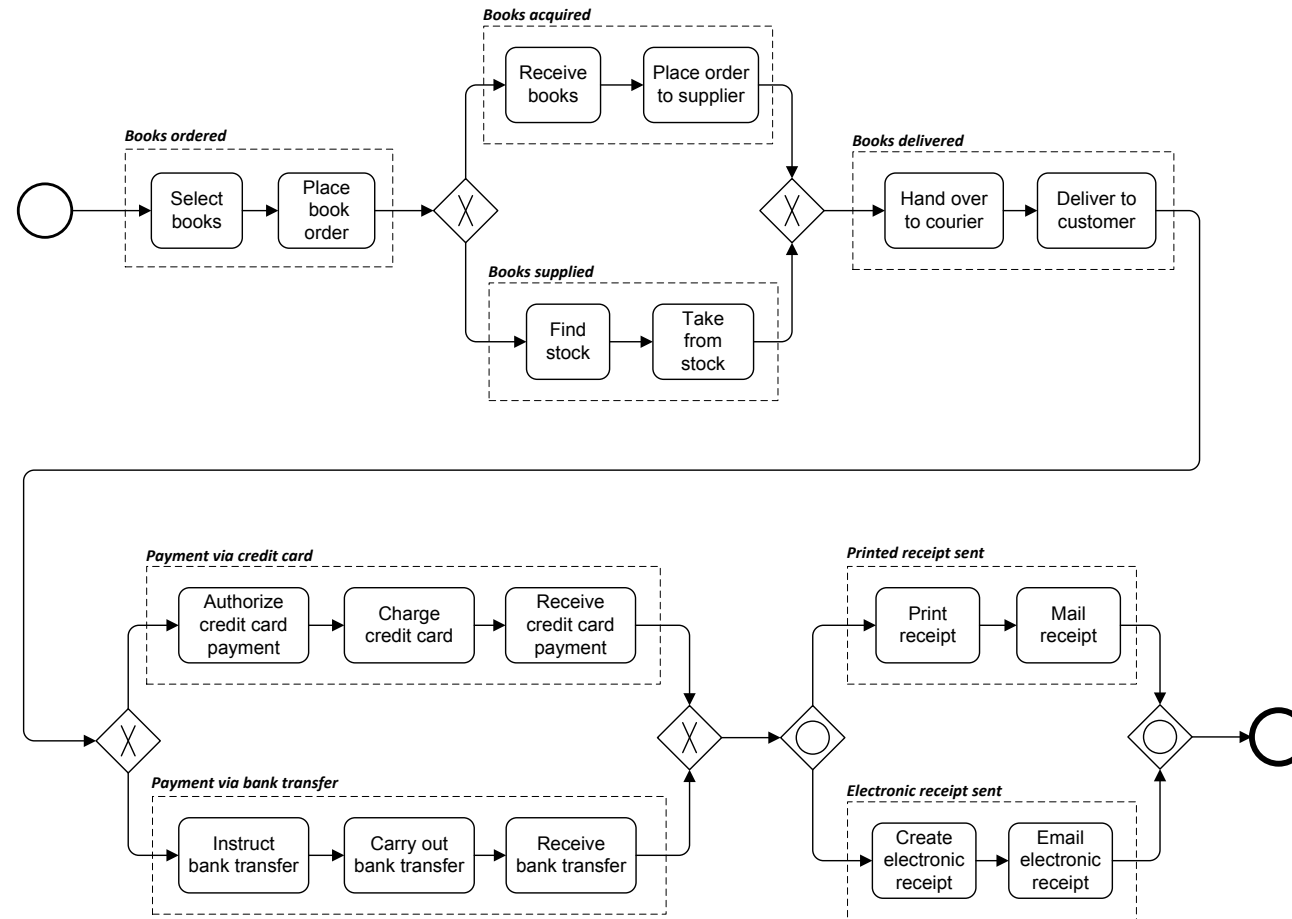 Books acquired
Receive
books
Place order
to supplier
Books ordered
Select
books
Place
book
order
Books delivered
Hand over
to courier
Deliver to
customer
Books supplied
Find
stock
Take
from
stock
Payment via credit card
Authorize
credit card
payment
Charge
credit card
Receive
credit card
payment
Printed receipt sent
Print
receipt
Mail
receipt
Payment via bank transfer
Instruct
bank transfer
Carry out
bank transfer
Receive
bank transfer
Electronic receipt sent
Create
electronic
receipt
Email
electronic
receipt